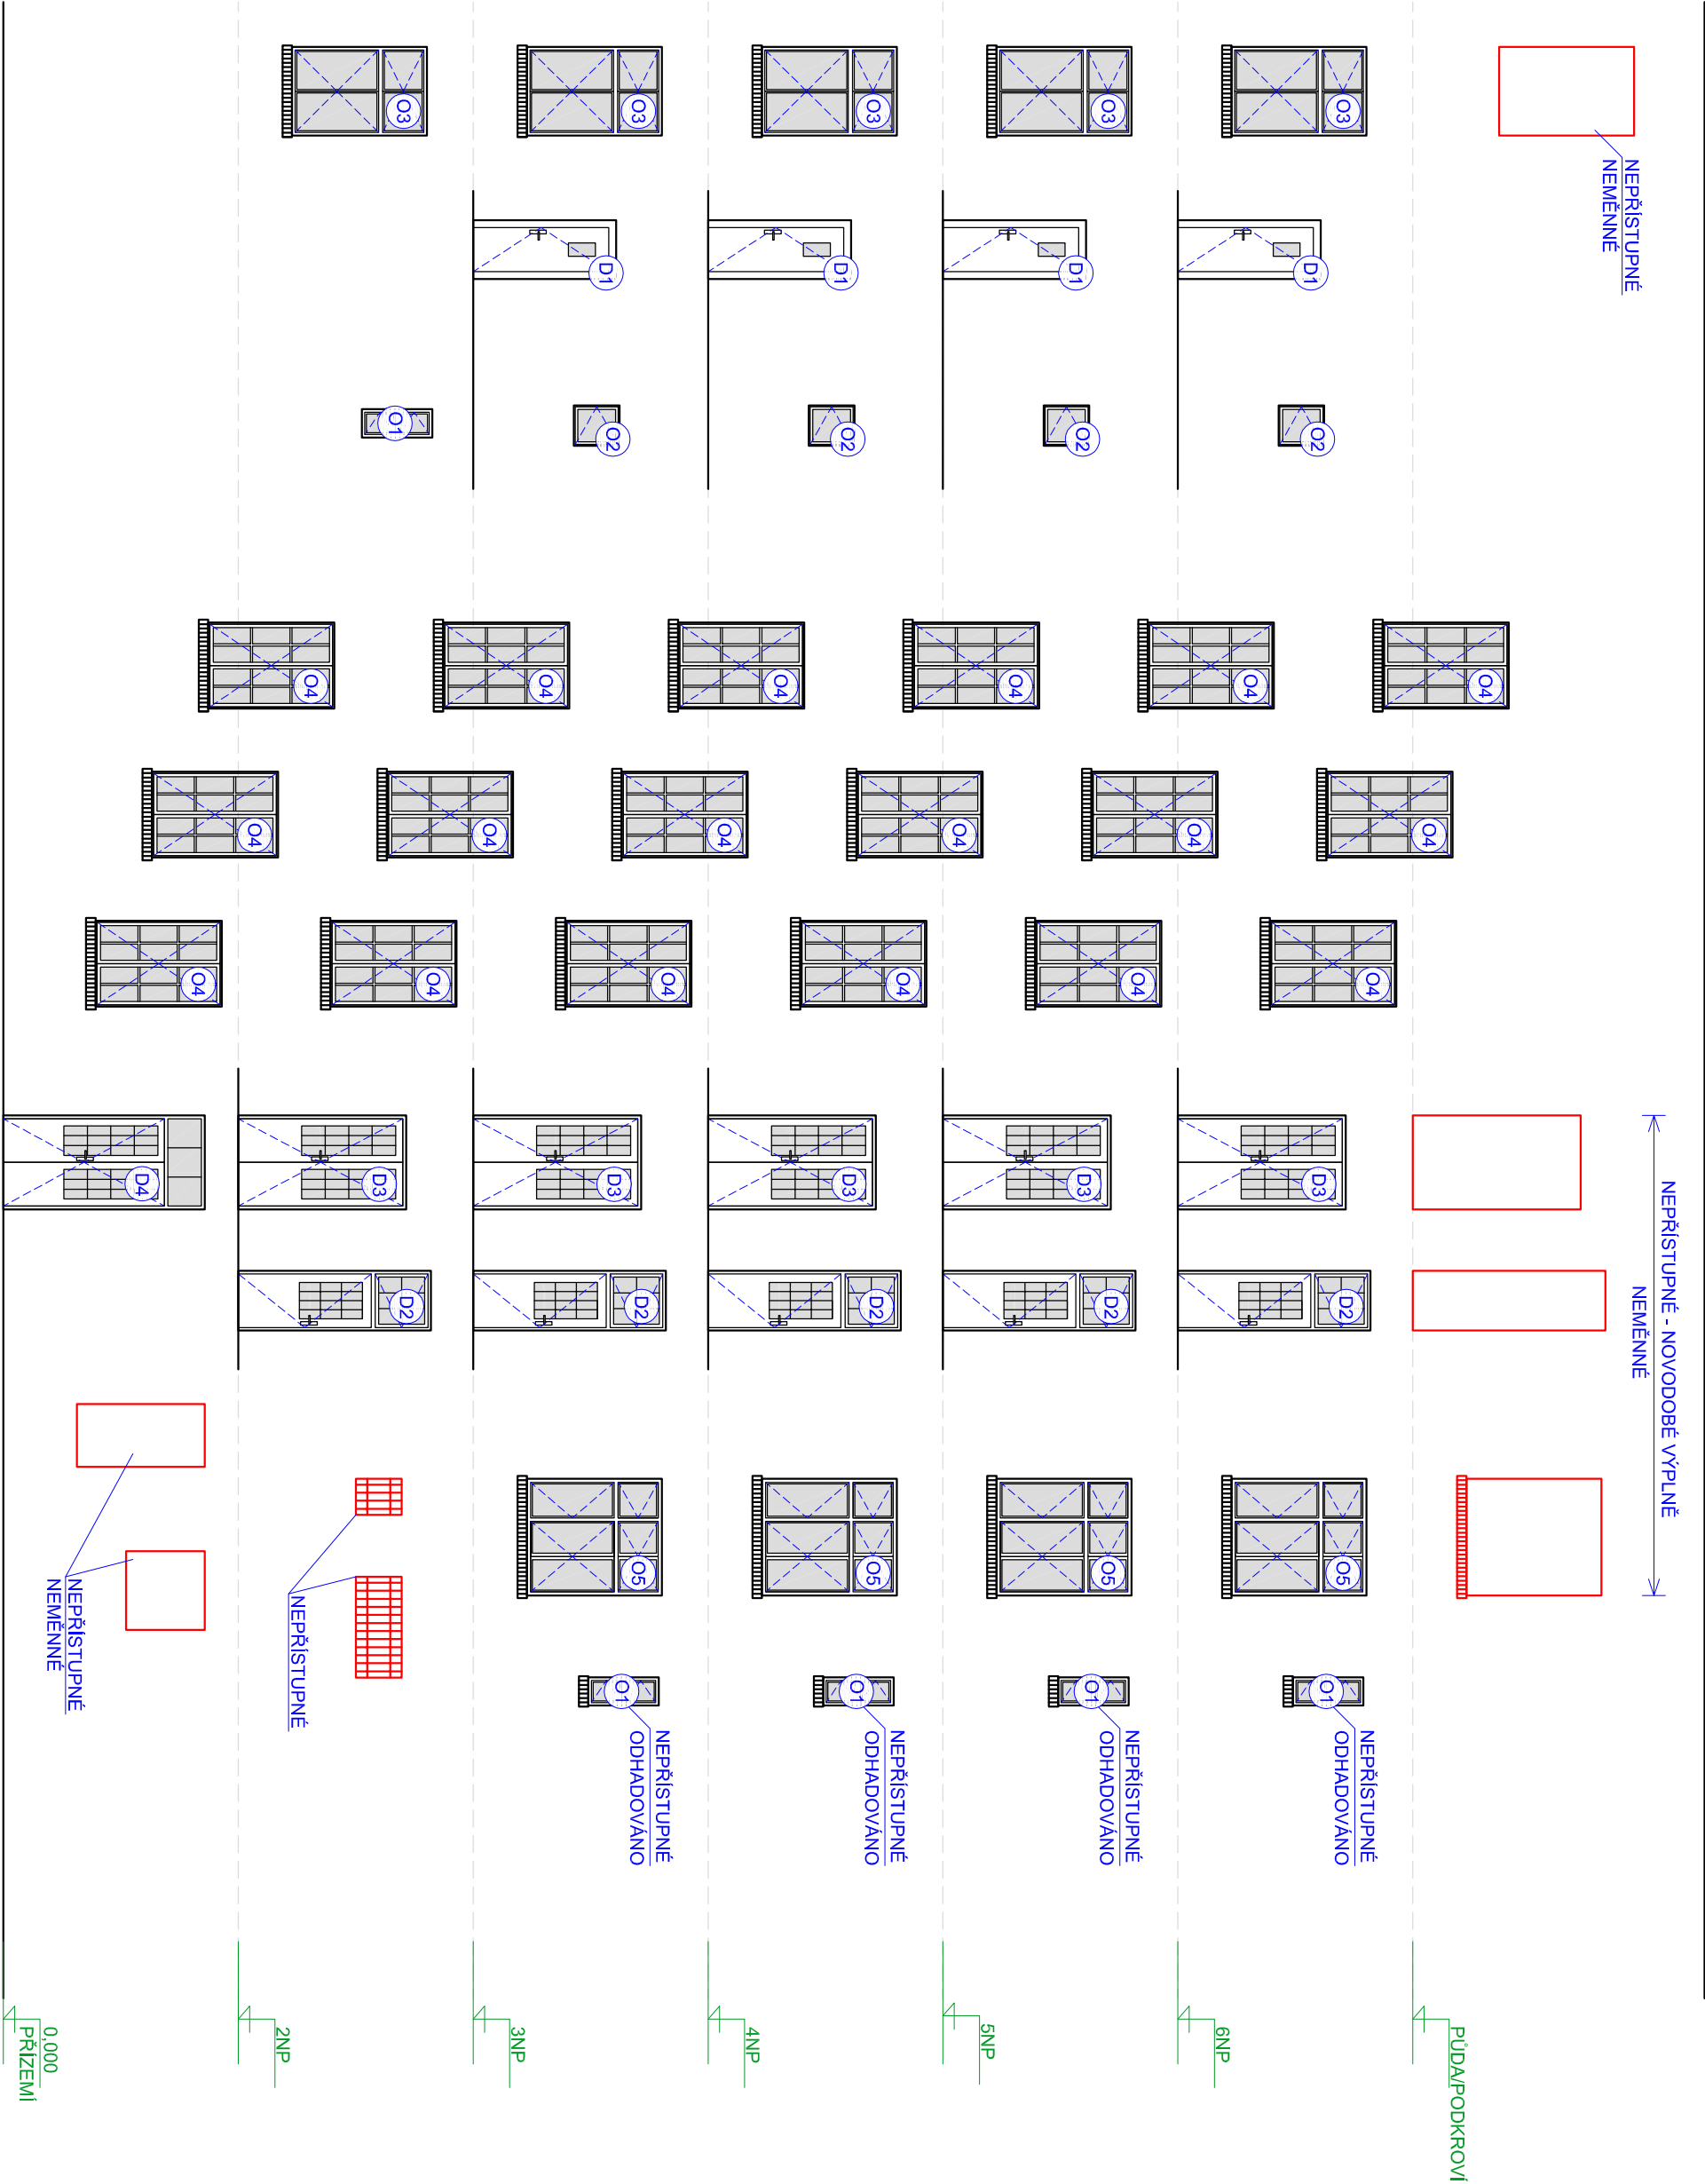 NEPŘÍSTUPNÉ
NEMĚNNÉ
NEPŘÍSTUPNÉ - NOVODOBÉ VÝPLNĚ
NEMĚNNÉ
O4
O4
O4
PŮDA/PODKROVÍ
O3
D1
O2
O4
O4
O4
D3
D2
O5
O1
NEPŘÍSTUPNÉ
ODHADOVÁNO
6NP
O3
D1
O2
O4
O4
O4
D3
D2
O5
O1
NEPŘÍSTUPNÉ
ODHADOVÁNO
5NP
O3
D1
O2
O4
O4
O4
D3
D2
O5
O1
NEPŘÍSTUPNÉ
ODHADOVÁNO
4NP
O3
D1
O2
O4
O4
O4
D3
D2
O5
O1
NEPŘÍSTUPNÉ
ODHADOVÁNO
3NP
O3
O1
O4
O4
O4
D3
D2
NEPŘÍSTUPNÉ
2NP
D4
NEPŘÍSTUPNÉ
NEMĚNNÉ
0,000
PŘÍZEMÍ